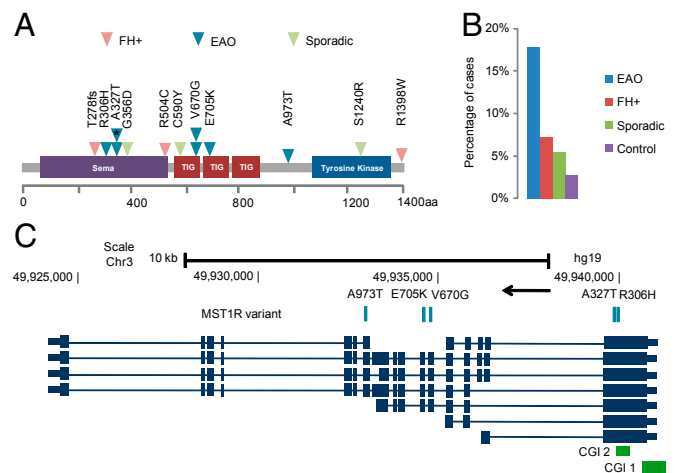 A
FH+
EAO
Sporadic
T278fs
R306H
A327T
G356D
R504C
C590Y
V670G
E705K
A973T
S1240R
R1398W
*
Sema
TIG
TIG
TIG
Tyrosine Kinase
0
400
800
1200
1400aa
B
Percentage of cases
20%
15%
10%
5%
0%
EAO
FH+
Sporadic
Control
C
Scale
Chr3
10 kb
hg19
49,925,000
49,930,000
49,935,000
49,940,000
A973T
E705K
V670G
A327T
R306H
MST1R variant
CGI 2
CGI 1